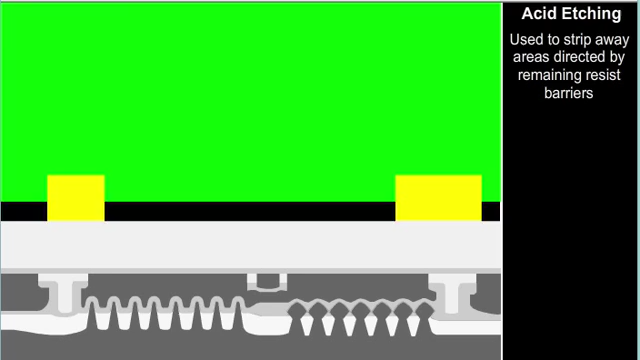 Acid Etching
Used to strip away
areas directed by
remaining resist
barriers